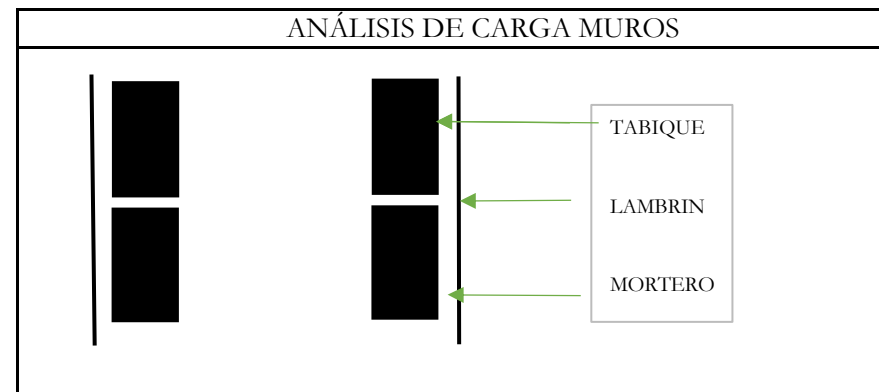 ANÁLISIS DE CARGA MUROS
TABIQUE
LAMBRIN
MORTERO